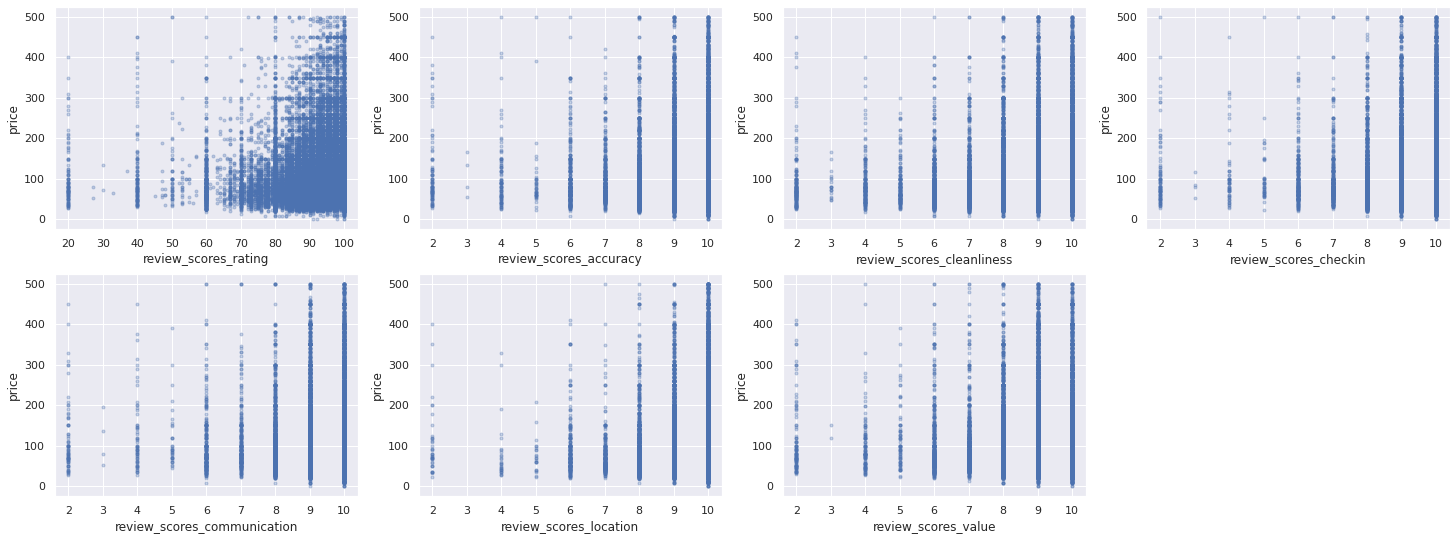 500
400
300
200
100
0
price
20 30 40 50 60 70 80 90 100
review_scores_rating
500
400
300
200
100
0
price
2 3 4 5 6 7 8 9 10
review_scores_accuracy
500
400
300
200
100
0
price
2 3 4 5 6 7 8 9 10
review_scores_cleanliness
500
400
300
200
100
0
price
2 3 4 5 6 7 8 9 10
review_scores_checkin
500
400
300
200
100
0
price
2 3 4 5 6 7 8 9 10
review_scores_communication
500
400
300
200
100
0
price
2 3 4 5 6 7 8 9 10
review_scores_location
500
400
300
200
100
0
price
2 3 4 5 6 7 8 9 10
review_scores_value